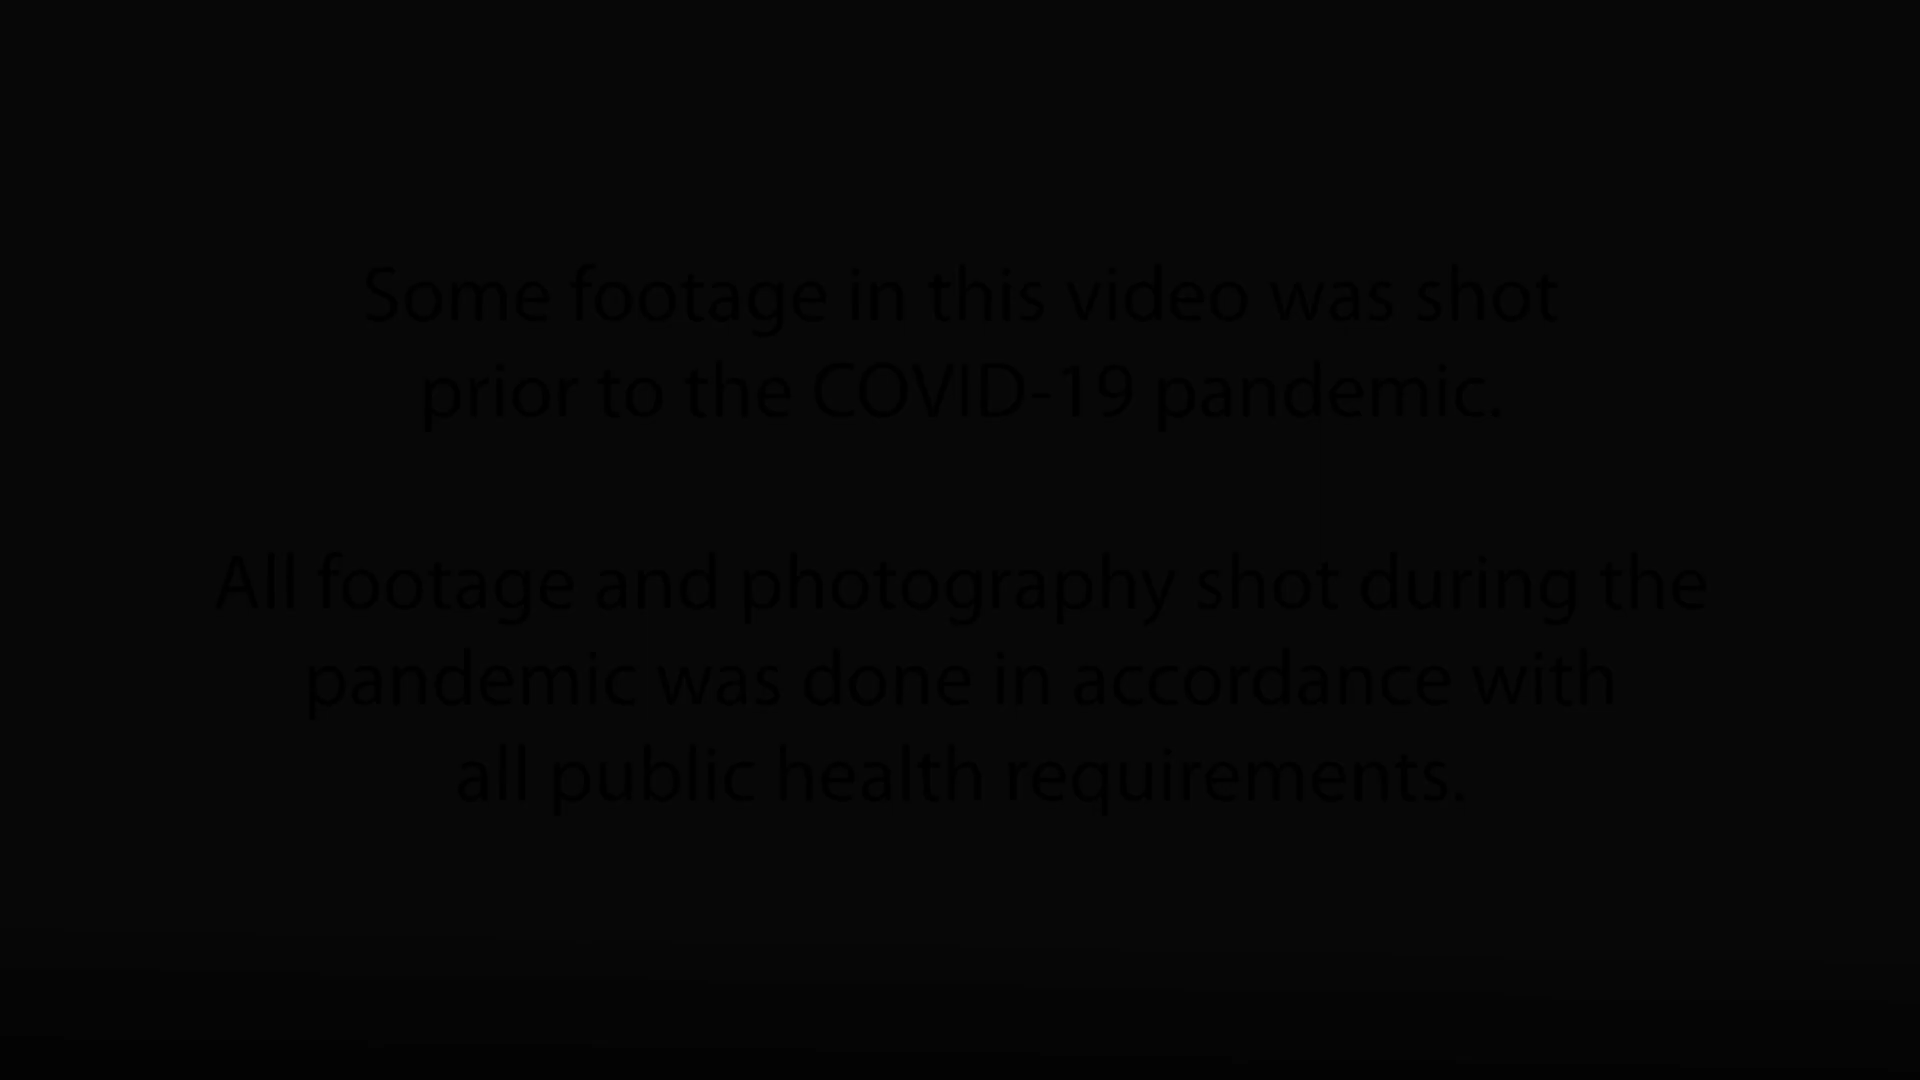 Some footage in this video was shot
prior to the COVID-19 pandemic.
All footage and photography shot during the
pandemic was done in accordance with
all public health requirements.